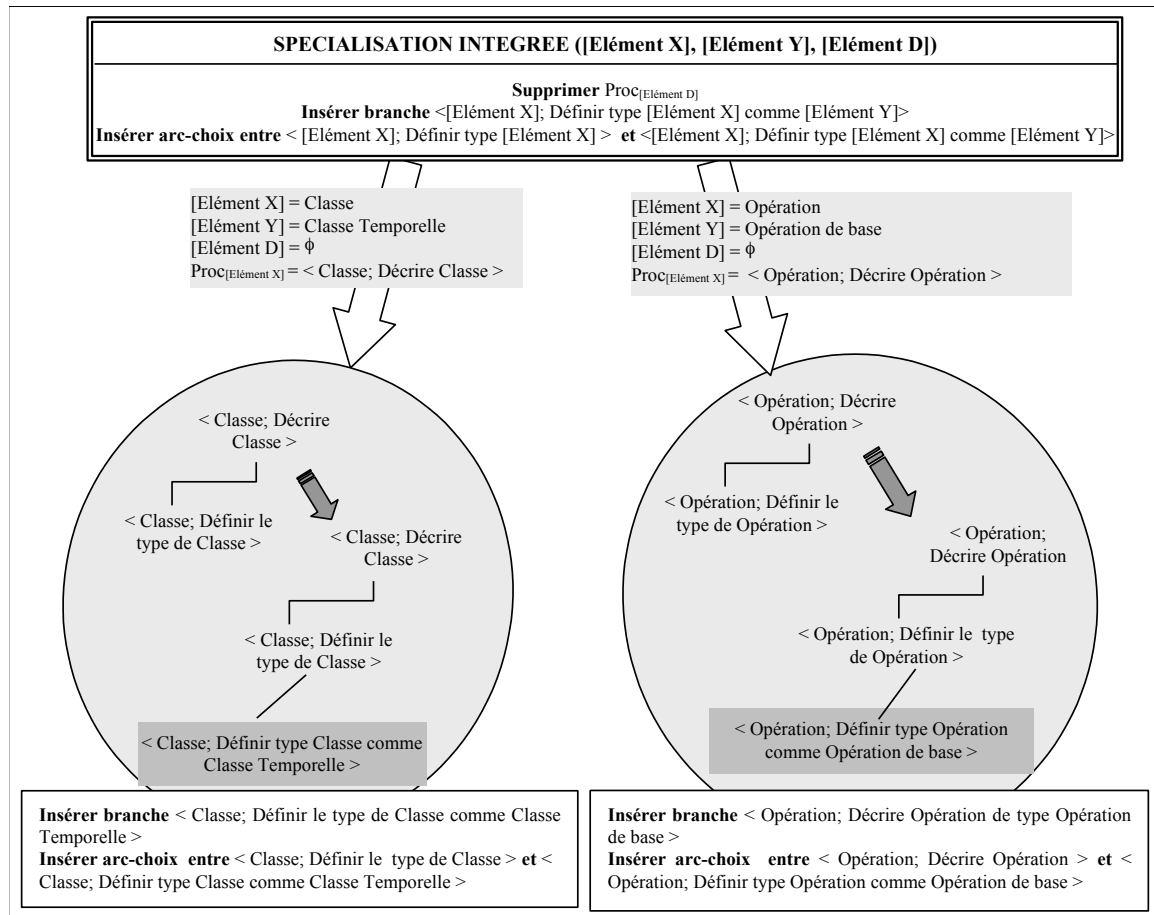 SPECIALISATION INTEGREE ([Elément X], [Elément Y], [Elément D])
Supprimer Proc[Elément D]
Insérer branche <[Elément X]; Définir type [Elément X] comme [Elément Y]>
Insérer arc-choix entre < [Elément X]; Définir type [Elément X] > et <[Elément X]; Définir type [Elément X] comme [Elément Y]>
[Elément X] = Classe
[Elément Y] = Classe Temporelle
[Elément D] = ϕ
Proc[Elément X] = < Classe; Décrire Classe >
[Elément X] = Opération
[Elément Y] = Opération de base
[Elément D] = ϕ
Proc[Elément X] = < Opération; Décrire Opération >
< Classe; Décrire
Classe >
< Classe; Définir le
type de Classe >
< Classe; Décrire
Classe >
< Classe; Définir le
type de Classe >
< Classe; Définir type Classe comme
Classe Temporelle >
< Opération; Décrire
Opération >
< Opération; Définir le
type de Opération >
< Opération;
Décrire Opération
< Opération; Définir le type
de Opération >
< Opération; Définir type Opération
comme Opération de base >
Insérer branche < Classe; Définir le type de Classe comme Classe
Temporelle >
Insérer arc-choix entre < Classe; Définir le type de Classe > et <
Classe; Définir type Classe comme Classe Temporelle >
Insérer branche < Opération; Décrire Opération de type Opération
de base >
Insérer arc-choix entre < Opération; Décrire Opération > et <
Opération; Définir type Opération comme Opération de base >